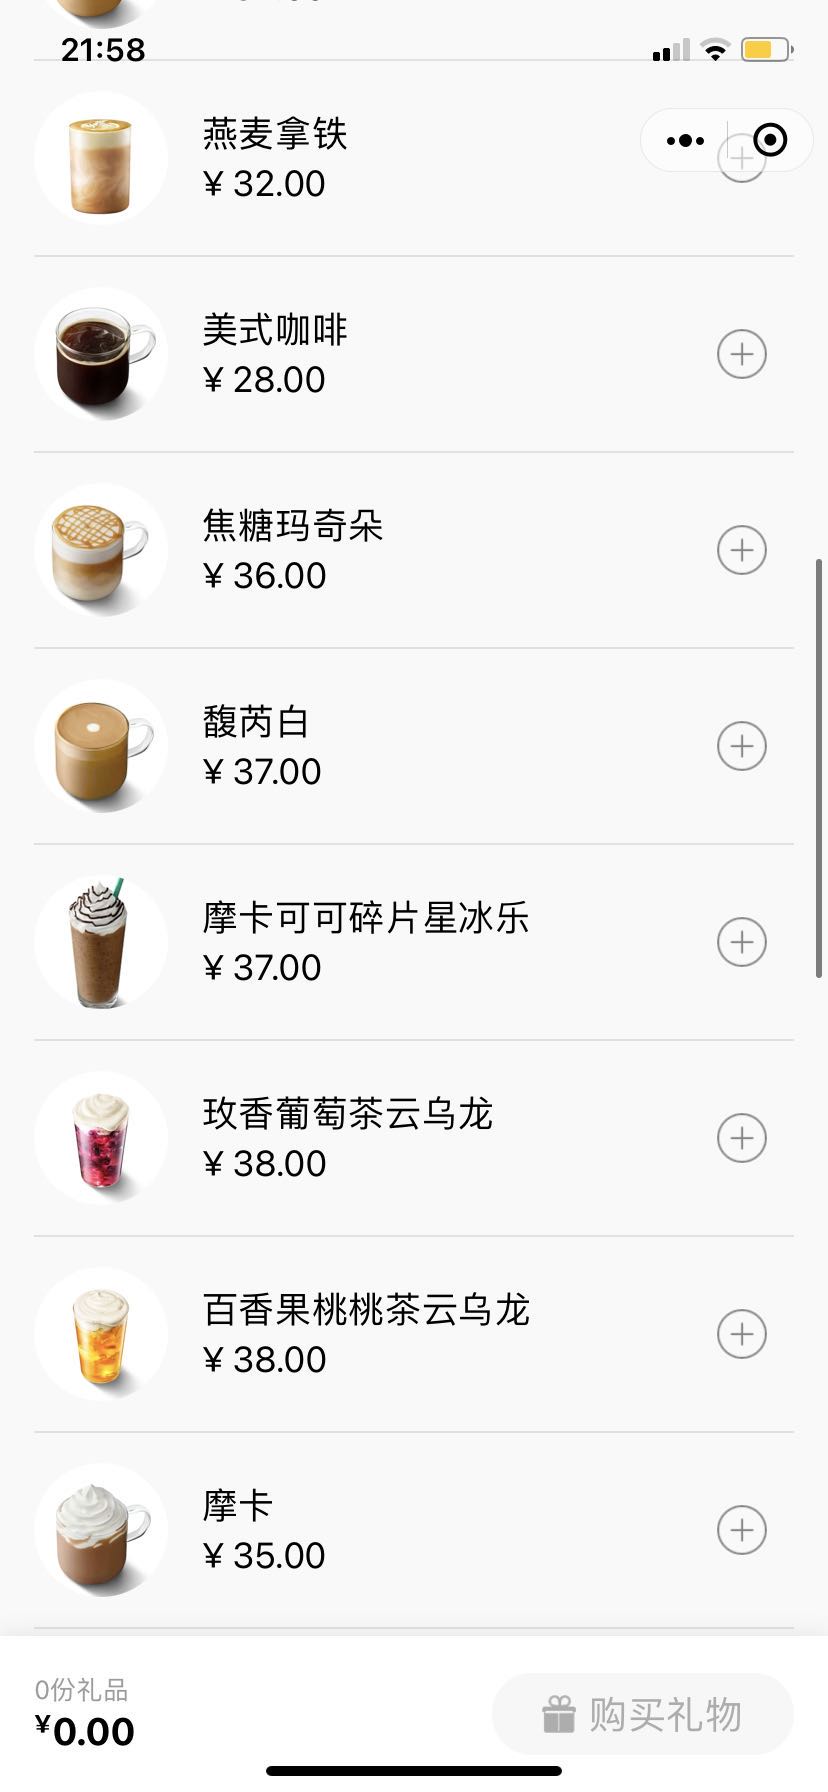 21:58
燕麦拿铁
¥ 32.00
美式咖啡
¥ 28.00
焦糖玛奇朵
¥ 36.00
馥芮白
¥ 37.00
摩卡可可碎片星冰乐
¥ 37.00
玫香葡萄茶云乌龙
¥ 38.00
百香果桃桃茶云乌龙
¥ 38.00
摩卡
¥ 35.00
0份礼品
¥0.00
购买礼物